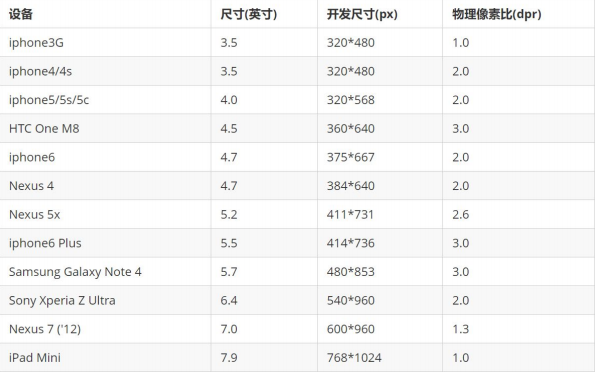 设备 尺寸(英寸) 开发尺寸(px) 物理像素比(dpr)
iphone3G 3.5 320*480 1.0
iphone4/4s 3.5 320*480 2.0
iphone5/5s/5c 4.0 320*568 2.0
HTC One M8 4.5 360*640 3.0
iphone6 4.7 375*667 2.0
Nexus 4 4.7 384*640 2.0
Nexus 5x 5.2 411*731 2.6
iphone6 Plus 5.5 414*736 3.0
Samsung Galaxy Note 4 5.7 480*853 3.0
Sony Xperia Z Ultra 6.4 540*960 2.0
Nexus 7 ('12) 7.0 600*960 1.3
iPad Mini 7.9 768*1024 1.0